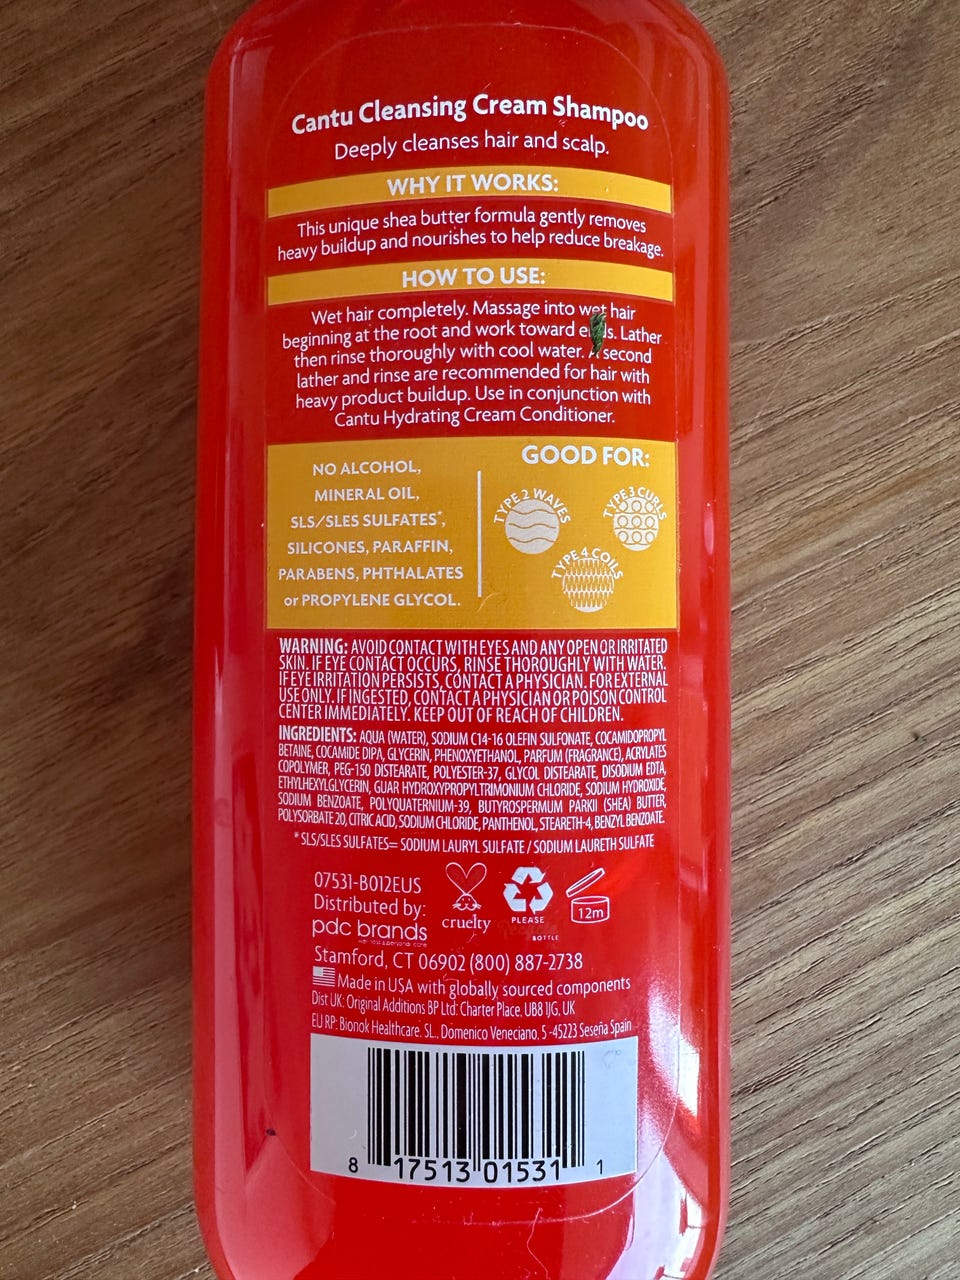 Cantu Cleansing Cream Shampoo
Deeply cleanses hair and scalp.
WHY IT WORKS:
This unique shea butter formula gently removes
heavy buildup and nourishes to help reduce breakage.
HOW TO USE:
Wet hair completely. Massage into wet hair
beginning at the root and work toward ends. Lather
then rinse thoroughly with cool water. A second
lather and rinse are recommended for hair with
heavy product buildup. Use in conjunction with
Cantu Hydrating Cream Conditioner.
NO ALCOHOL,
MINERAL OIL,
SLS/SLES SULFATES*,
SILICONES, PARAFFIN,
PARABENS, PHTHALATES
or PROPYLENE GLYCOL.
GOOD FOR:
TYPE 2 WAVES
TYPE 3 CURLS
TYPE 4 COILS
WARNING: AVOID CONTACT WITH EYES AND ANY OPEN OR IRRITATED
SKIN. IF EYE CONTACT OCCURS, RINSE THOROUGHLY WITH WATER.
IF EYE IRRITATION PERSISTS, CONTACT A PHYSICIAN. FOR EXTERNAL
USE ONLY. IF INGESTED, CONTACT A PHYSICIAN OR POISON CONTROL
CENTER IMMEDIATELY. KEEP OUT OF REACH OF CHILDREN.
INGREDIENTS: AQUA (WATER), SODIUM C14-16 OLEFIN SULFONATE, COCAMIDOPROPYL
BETAINE, COCAMIDE DIPA, GLYCERIN, PHENOXYETHANOL, PARFUM (FRAGRANCE), ACRYLATES
COPOLYMER, PEG-150 DISTEARATE, POLYESTER-37, GLYCOL DISTEARATE, DISODIUM EDTA,
ETHYLHEXYLGLYCERIN, GUAR HYDROXYPROPYLTRIMONIUM CHLORIDE, SODIUM HYDROXIDE,
SODIUM BENZOATE, POLYQUATERNIUM-39, BUTYROSPERMUM PARKII (SHEA) BUTTER,
POLYSORBATE 20, CITRIC ACID, SODIUM CHLORIDE, PANTHENOL, STEARETH-4, BENZYL BENZOATE.
* SLS/SLES SULFATES= SODIUM LAURYL SULFATE / SODIUM LAURETH SULFATE
07531-B012EUS
Distributed by:
pdc brands
cruelty
PLEASE
BOTTLE
12m
Stamford, CT 06902 (800) 887-2738
Made in USA with globally sourced components
Dist UK: Original Additions BP Ltd: Charter Place, UB8 1JG, UK
EU RP: Bionok Healthcare. SL., Domenico Veneciano, 5 -45223 Seseña Spain
8 17513 01531 1